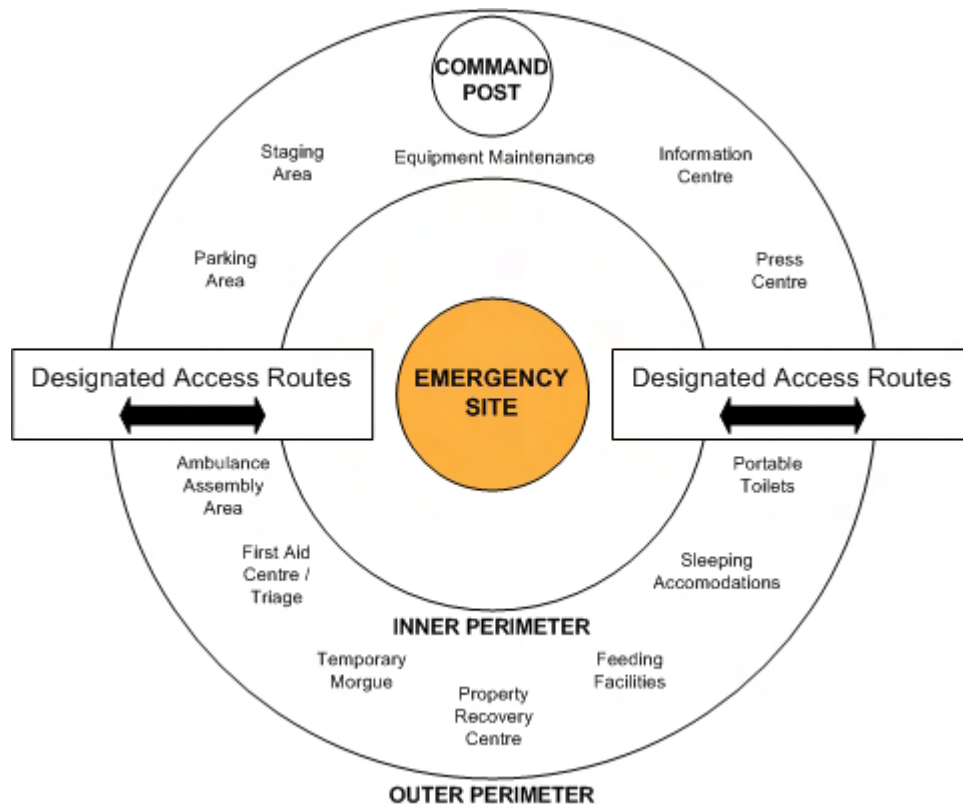 COMMAND
POST
Staging
Area
Equipment Maintenance
Information
Centre
Parking
Area
Press
Centre
Designated Access Routes
EMERGENCY
SITE
Designated Access Routes
Ambulance
Assembly
Area
Portable
Toilets
First Aid
Centre /
Triage
Sleeping
Accomodations
INNER PERIMETER
Temporary
Morgue
Feeding
Facilities
Property
Recovery
Centre
OUTER PERIMETER